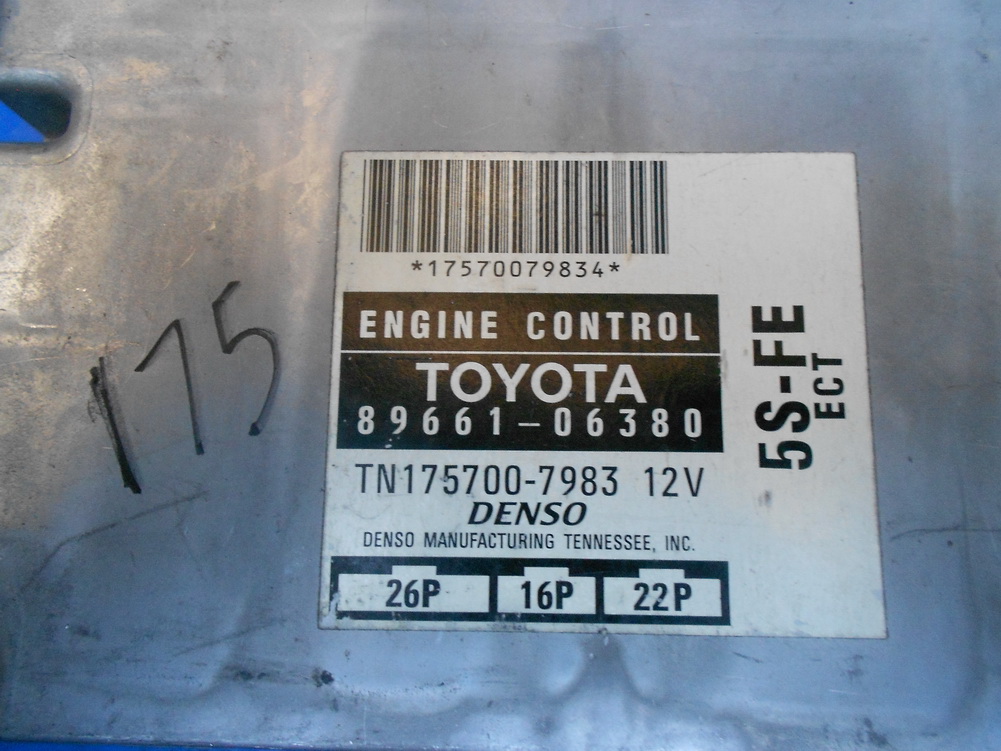 *17570079834*
ENGINE CONTROL
TOYOTA
89661-06380
TN175700-7983 12V
DENSO
DENSO MANUFACTURING TENNESSEE, INC.
26P 16P 22P
5S-FE
ECT
175